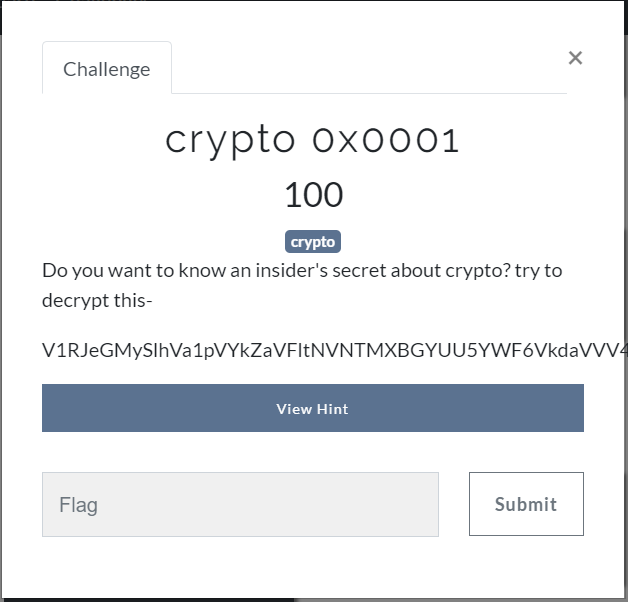 Challenge
×
crypto 0x0001
100
crypto
Do you want to know an insider's secret about crypto? try to
decrypt this-
V1RJeGMySlhVa1pVYkZaVFltNVNTMXBGYUU5YWF6VkdaVVV4
View Hint
Flag
Submit